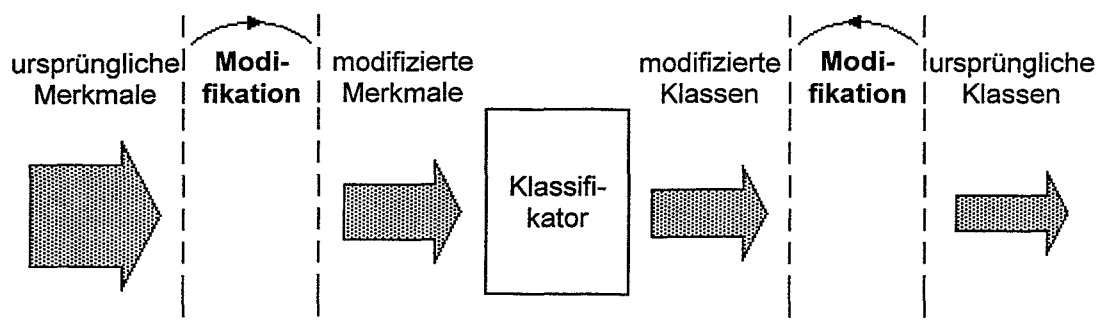 ursprüngliche
Merkmale
Modi-
fikation
modifizierte
Merkmale
Klassifi-
kator
modifizierte
Klassen
Modi-
fikation
ursprüngliche
Klassen